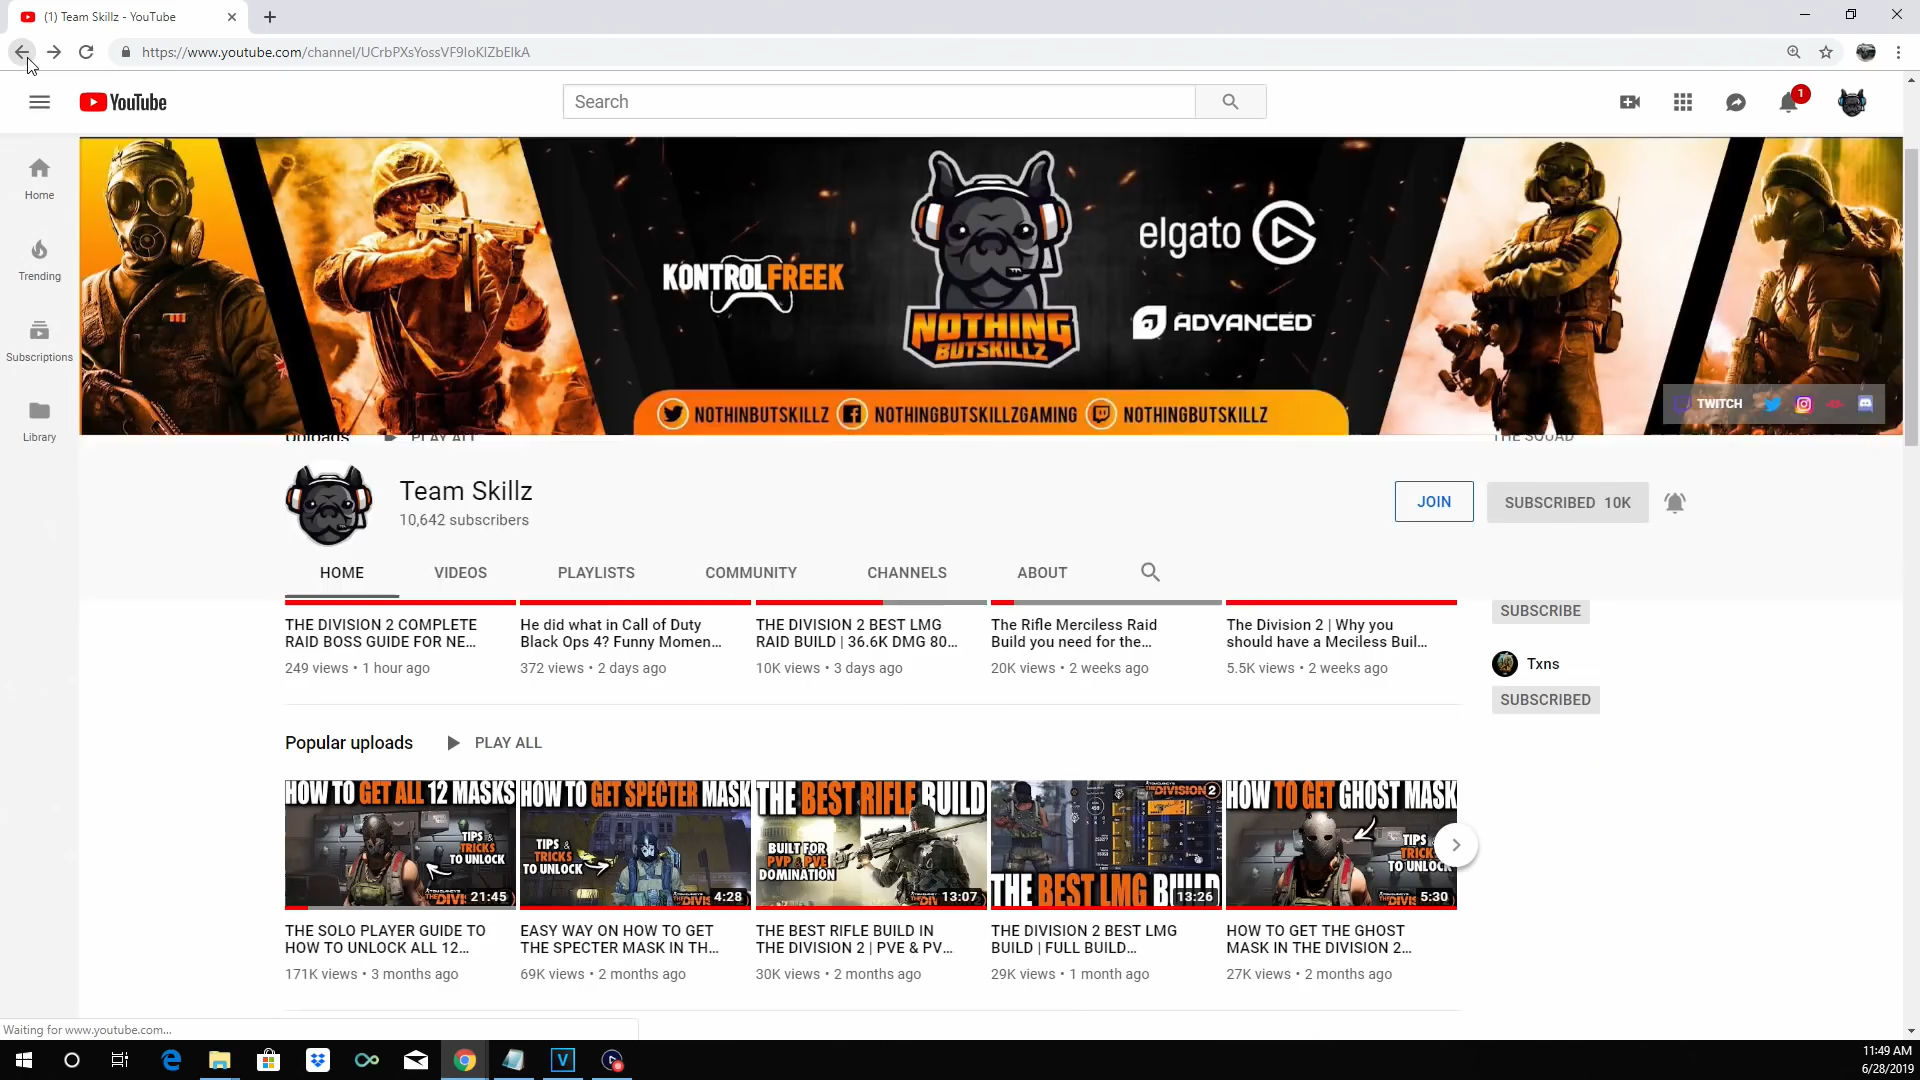 (1) Team Skillz - YouTube
https://www.youtube.com/channel/UCrbPXsYossVF9IoKIZbEIkA
YouTube
Search
1
Home
Trending
Subscriptions
Library
KONTROLFREEK
NOTHING
BUTSKILLZ
elgato
ADVANCED
NOTHINBUTSKILLZ NOTHINGBUTSKILLZGAMING NOTHINGBUTSKILLZ
TWITCH
Uploads PLAY ALL
THE SQUAD
Team Skillz
10,642 subscribers
JOIN
SUBSCRIBED 10K
HOME VIDEOS PLAYLISTS COMMUNITY CHANNELS ABOUT
THE DIVISION 2 COMPLETE
RAID BOSS GUIDE FOR NE...
249 views • 1 hour ago
He did what in Call of Duty
Black Ops 4? Funny Momen...
372 views • 2 days ago
THE DIVISION 2 BEST LMG
RAID BUILD | 36.6K DMG 80...
10K views • 3 days ago
The Rifle Merciless Raid
Build you need for the...
20K views • 2 weeks ago
The Division 2 | Why you
should have a Meciless Buil...
5.5K views • 2 weeks ago
SUBSCRIBE
Txns
SUBSCRIBED
Popular uploads PLAY ALL
HOW TO GET ALL 12 MASKS
TIPS &
TRICKS
TO UNLOCK
21:45
THE SOLO PLAYER GUIDE TO
HOW TO UNLOCK ALL 12...
171K views • 3 months ago
HOW TO GET SPECTER MASK
TIPS &
TRICKS
TO UNLOCK
4:28
EASY WAY ON HOW TO GET
THE SPECTER MASK IN TH...
69K views • 2 months ago
THE BEST RIFLE BUILD
BUILT FOR
PVP & PVE
DOMINATION
13:07
THE BEST RIFLE BUILD IN
THE DIVISION 2 | PVE & PV...
30K views • 2 months ago
THE DIVISION 2
THE BEST LMG BUILD
13:26
THE DIVISION 2 BEST LMG
BUILD | FULL BUILD...
29K views • 1 month ago
HOW TO GET GHOST MASK
TIPS
TRICK
TO UNLOCK
5:30
HOW TO GET THE GHOST
MASK IN THE DIVISION 2...
27K views • 2 months ago
Waiting for www.youtube.com...
11:49 AM
6/28/2019